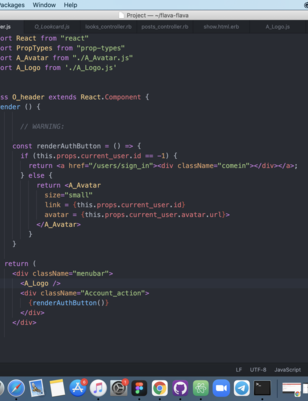 Packages Window Help
Project — ~/flava-flava
er.js O_Lookcard.js looks_controller.rb posts_controller.rb show.html.erb A_Logo.js
ort React from "react"
ort PropTypes from "prop-types"
ort A_Avatar from "./A_Avatar.js"
ort A_Logo from './A_Logo.js'
ss O_header extends React.Component {
ender () {
// WARNING:
const renderAuthButton = () => {
if (this.props.current_user.id == -1) {
return <a href="/users/sign_in"><div className="comein"></div></a>;
} else {
return <A_Avatar
size="small"
link = {this.props.current_user.id}
avatar = {this.props.current_user.avatar.url}>
</A_Avatar>
}
}
return (
<div className="menubar">
<A_Logo />
<div className="Account_action">
{renderAuthButton()}
</div>
</div>
LF UTF-8 JavaScript